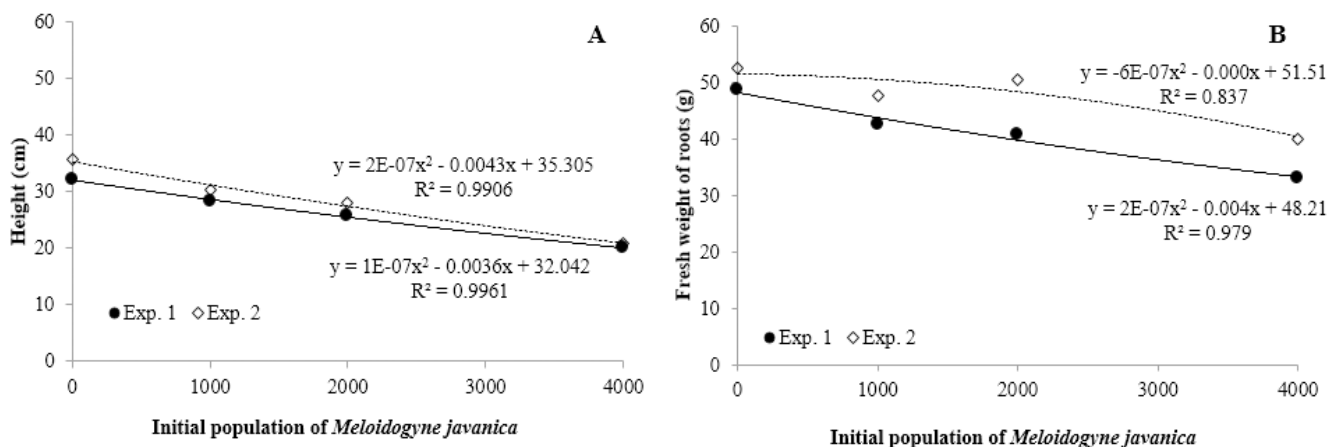 A
Height (cm)
60
50
40
30
20
10
0
y = 2E-07x² - 0.0043x + 35.305
R² = 0.9906
y = 1E-07x² - 0.0036x + 32.042
R² = 0.9961
Exp. 1 Exp. 2
0 1000 2000 3000 4000
Initial population of Meloidogyne javanica
B
Fresh weight of roots (g)
60
50
40
30
20
10
0
y = -6E-07x² - 0.000x + 51.51
R² = 0.837
y = 2E-07x² - 0.004x + 48.21
R² = 0.979
Exp. 1 Exp. 2
0 1000 2000 3000 4000
Initial population of Meloidogyne javanica